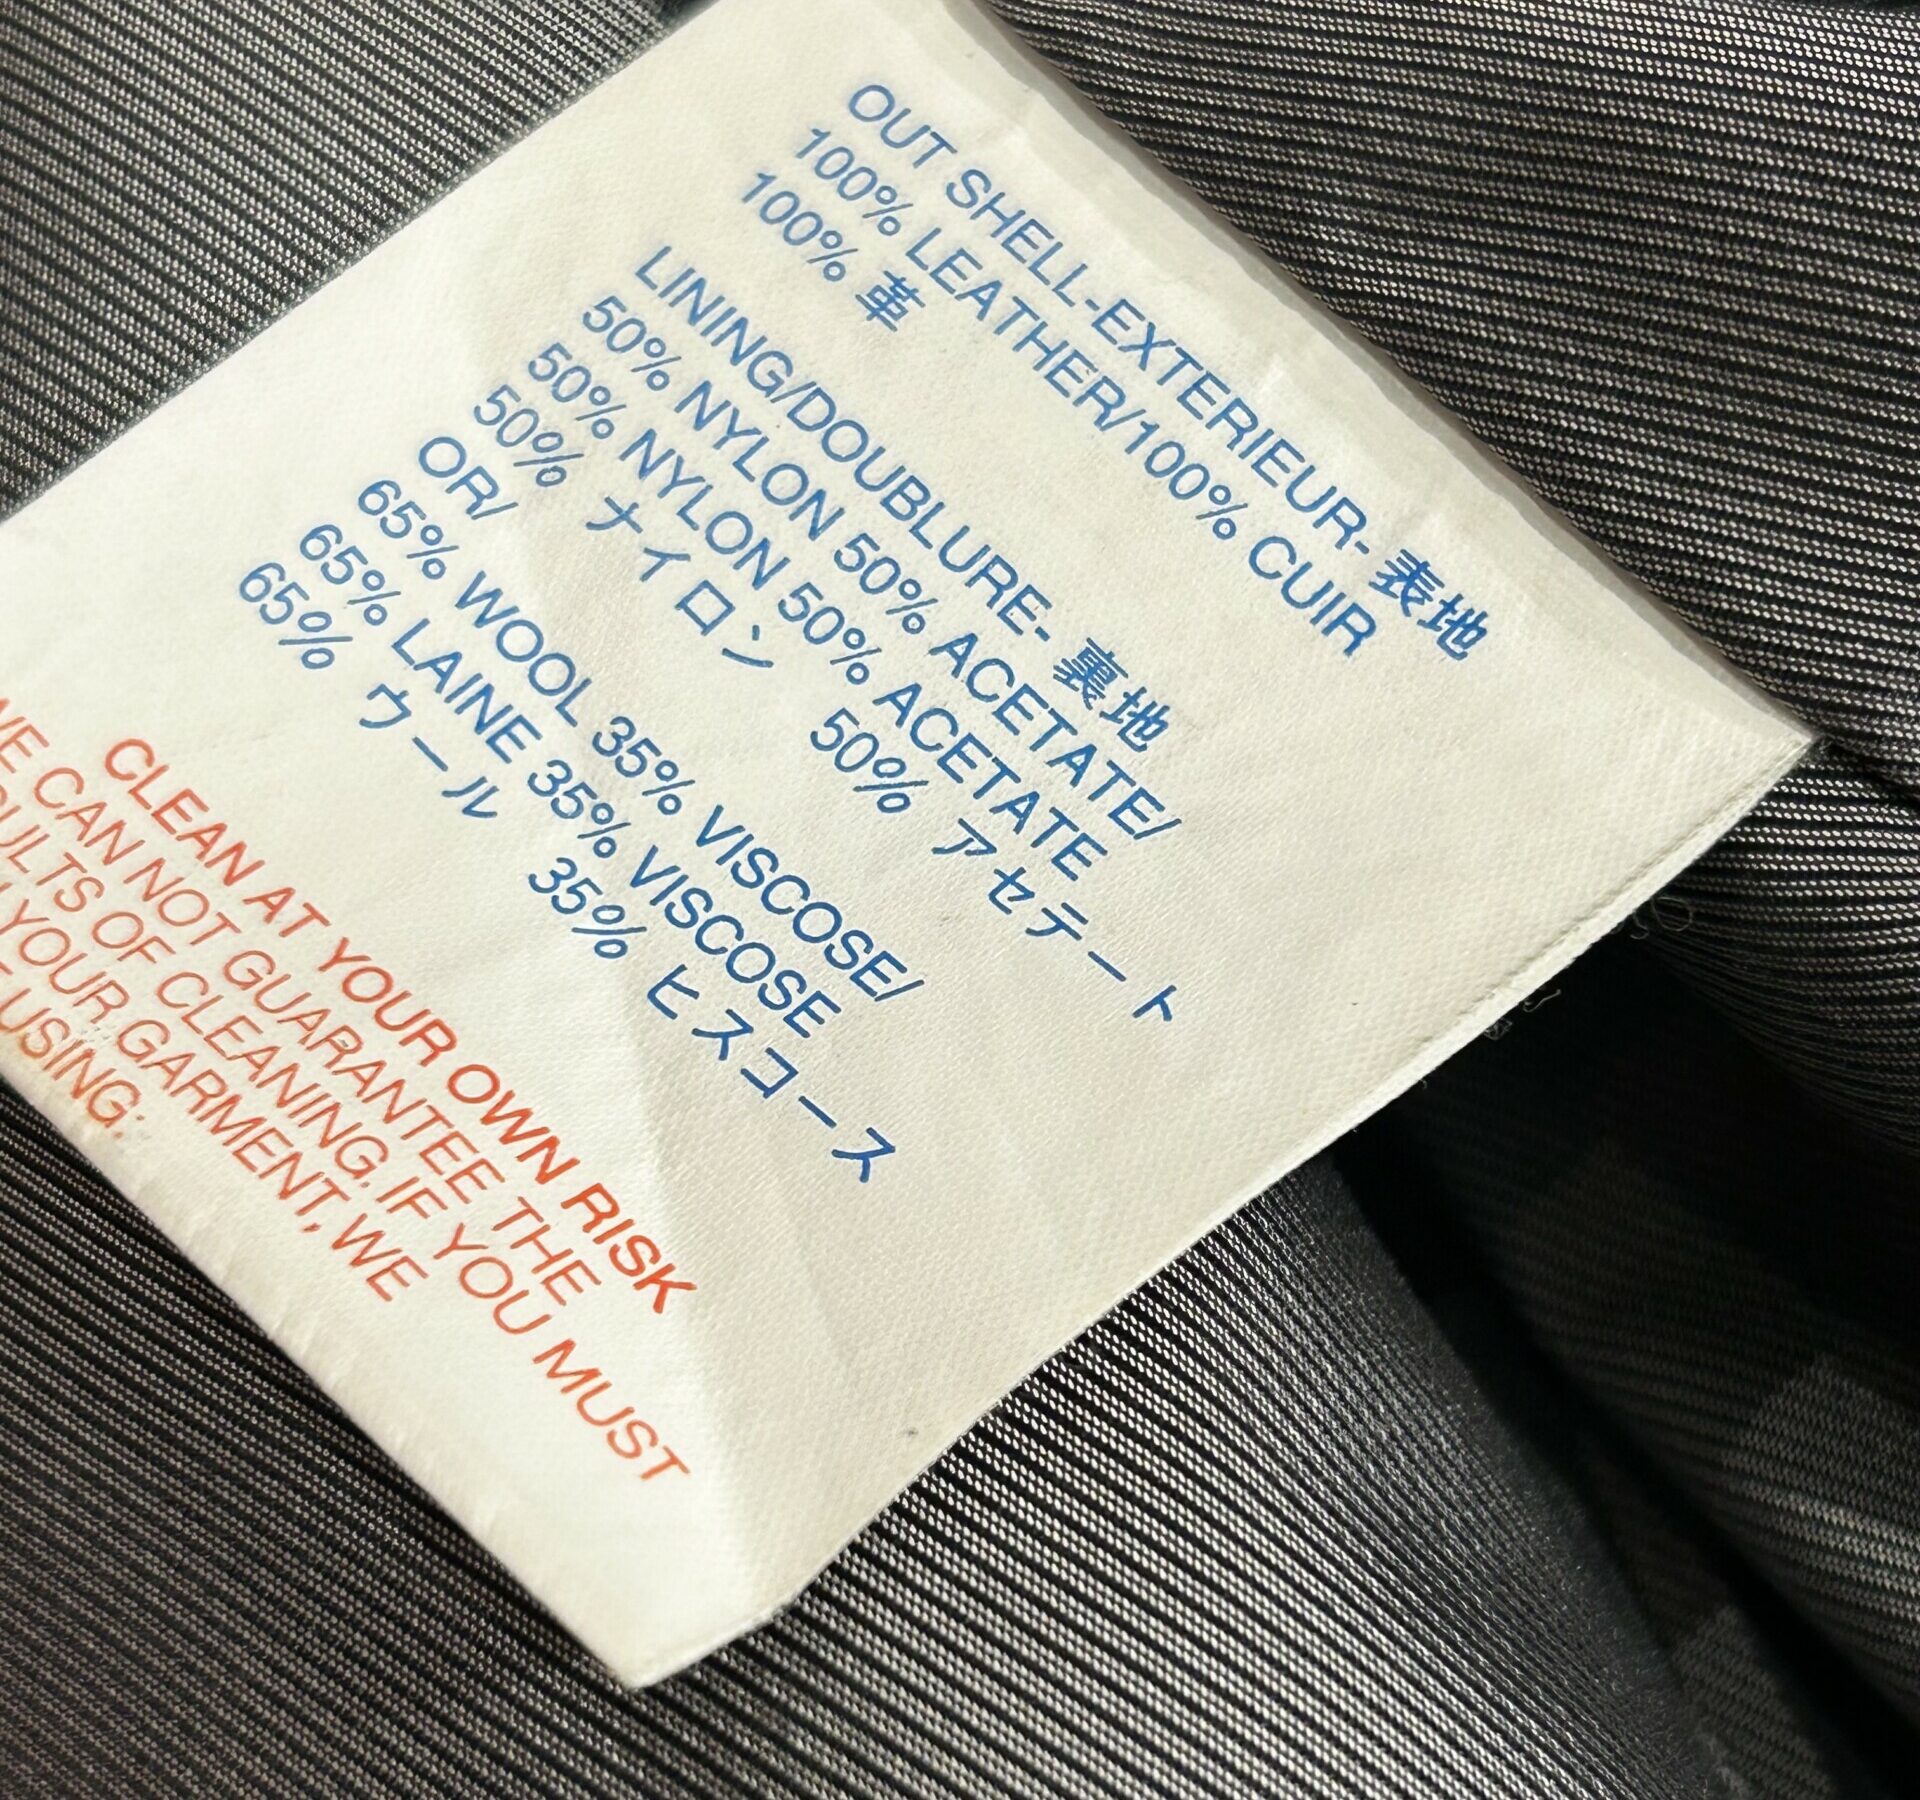 OUT SHELL-EXTERIEUR- 表地
100% LEATHER/100% CUIR
100% 革
LINING/DOUBLURE- 裏地
50% NYLON 50% ACETATE/
50% NYLON 50% ACETATE
50% ナイロン 50% アセテート
OR/
65% WOOL 35% VISCOSE/
65% LAINE 35% VISCOSE
65% ウール 35% ヒスコース
CLEAN AT YOUR OWN RISK
WE CAN NOT GUARANTEE THE
OF CLEANING. IF YOU MUST
YOUR GARMENT, WE
USING: